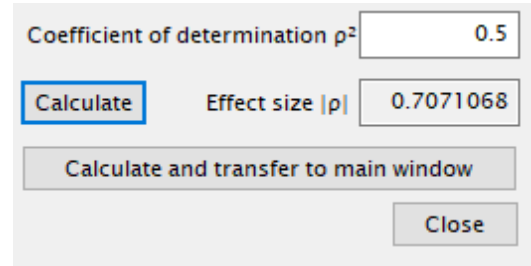 Coefficient of determination ρ² 0.5
Calculate Effect size |ρ| 0.7071068
Calculate and transfer to main window
Close